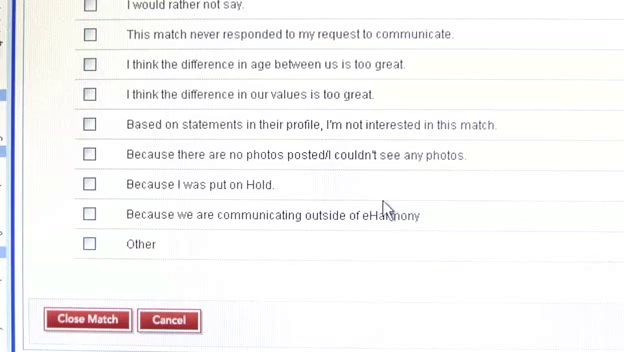 I would rather not say.
This match never responded to my request to communicate.
I think the difference in age between us is too great.
I think the difference in our values is too great.
Based on statements in their profile, I'm not interested in this match.
Because there are no photos posted/I couldn't see any photos.
Because I was put on Hold.
Because we are communicating outside of eHarmony
Other
Close Match Cancel